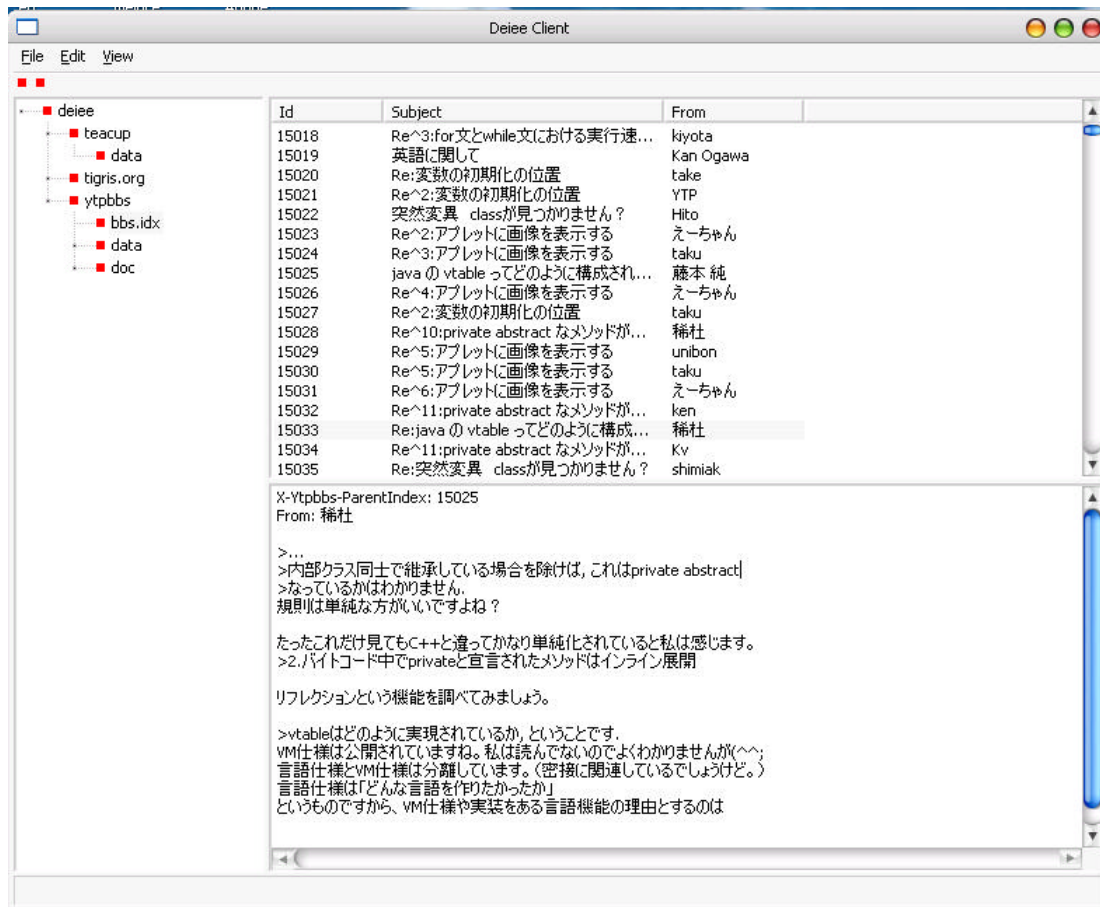 Deiee Client
File Edit View
deiee
teacup
data
tigris.org
ytpbbs
bbs.idx
data
doc
Id Subject From
15018 Re^3:for文とwhile文における実行速... kiyota
15019 英語に関して Kan Ogawa
15020 Re:変数の初期化の位置 take
15021 Re^2:変数の初期化の位置 YTP
15022 突然変異 classが見つかりません? Hito
15023 Re^2:アプレットに画像を表示する えーちゃん
15024 Re^3:アプレットに画像を表示する taku
15025 java の vtable ってどのように構成され... 藤本 純
15026 Re^4:アプレットに画像を表示する えーちゃん
15027 Re^2:変数の初期化の位置 taku
15028 Re^10:private abstract なメソッドが... 稀杜
15029 Re^5:アプレットに画像を表示する unibon
15030 Re^5:アプレットに画像を表示する taku
15031 Re^6:アプレットに画像を表示する えーちゃん
15032 Re^11:private abstract なメソッドが... ken
15033 Re:java の vtable ってどのように構成... 稀杜
15034 Re^11:private abstract なメソッドが... Kv
15035 Re:突然変異 classが見つかりません? shimiak
X-Ytpbbs-ParentIndex: 15025
From: 稀杜
>...
>内部クラス同士で継承している場合を除けば, これはprivate abstract
>なっているかはわかりません.
規則は単純な方がいいですよね?
たったこれだけ見てもC++と違ってかなり単純化されていると私は感じます。
>2.バイトコード中でprivateと宣言されたメソッドはインライン展開
リフレクションという機能を調べてみましょう。
>vtableはどのように実現されているか, ということです.
VM仕様は公開されていますね。私は読んでないのでよくわかりませんが(^^;
言語仕様とVM仕様は分離しています。(密接に関連しているでしょうけど。)
言語仕様は「どんな言語を作りたかったか」
というものですから、VM仕様や実装をある言語機能の理由とするのは